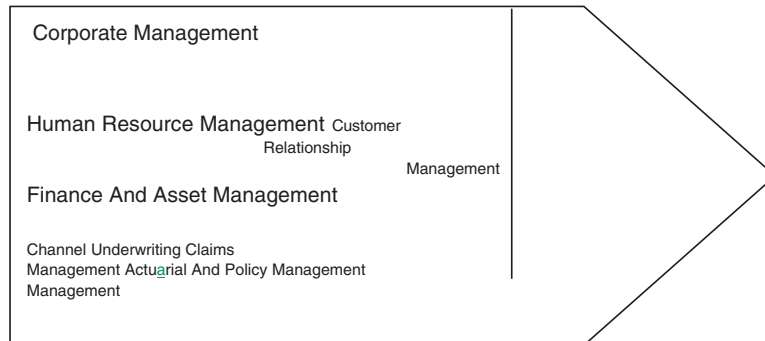 Corporate Management
Human Resource Management Customer
Relationship
Management
Finance And Asset Management
Channel Underwriting Claims
Management Actuarial And Policy Management
Management